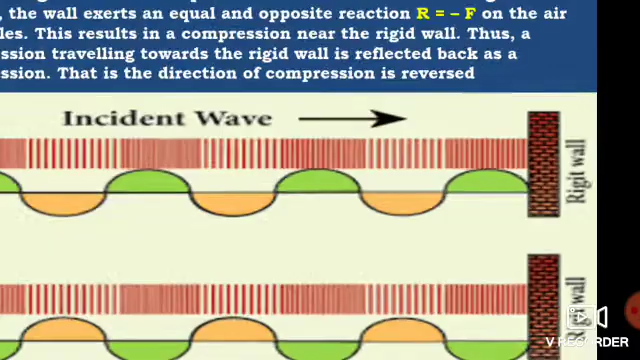 , the wall exerts an equal and opposite reaction R = – F on the air
les. This results in a compression near the rigid wall. Thus, a
ssion travelling towards the rigid wall is reflected back as a
ssion. That is the direction of compression is reversed
Incident Wave
Rigit wall
Rigit wall
V RECORDER